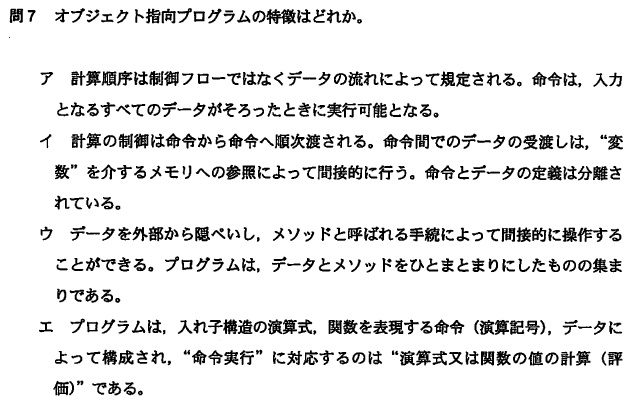 問7 オブジェクト指向プログラムの特徴はどれか。
ア 計算順序は制御フローではなくデータの流れによって規定される。命令は，入力
となるすべてのデータがそろったときに実行可能となる。
イ 計算の制御は命令から命令へ順次渡される。命令間でのデータの受渡しは，“変
数”を介するメモリへの参照によって間接的に行う。命令とデータの定義は分離さ
れている。
ウ データを外部から隠ぺいし，メソッドと呼ばれる手続によって間接的に操作する
ことができる。プログラムは，データとメソッドをひとまとまりにしたものの集ま
りである。
エ プログラムは，入れ子構造の演算式，関数を表現する命令（演算記号），データに
よって構成され，“命令実行”に対応するのは“演算式又は関数の値の計算（評
価）”である。